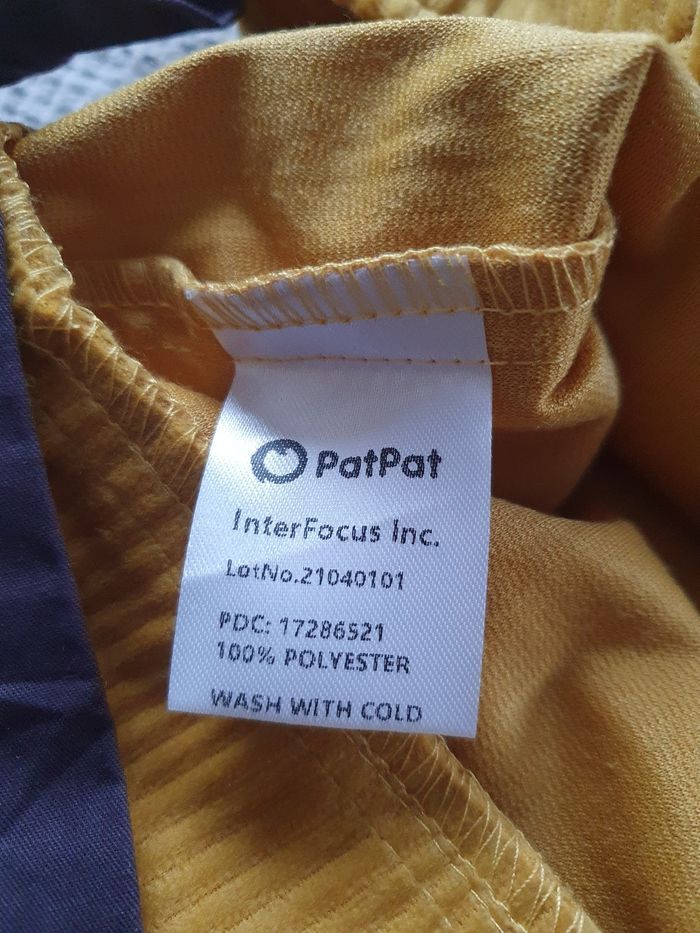 PatPat
InterFocus Inc.
LotNo.21040101
PDC: 17286521
100% POLYESTER
WASH WITH COLD